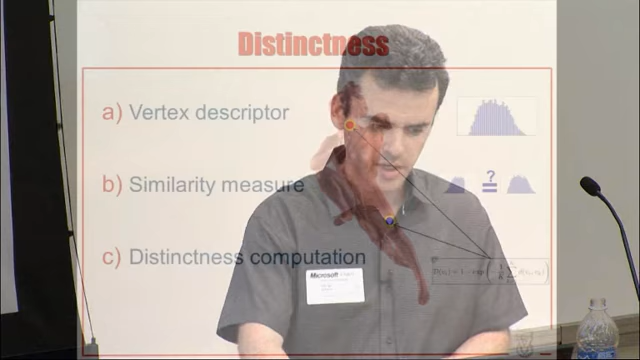 Distinctness
a) Vertex descriptor
b) Similarity measure
?
=
c) Distinctness computation
Microsoft